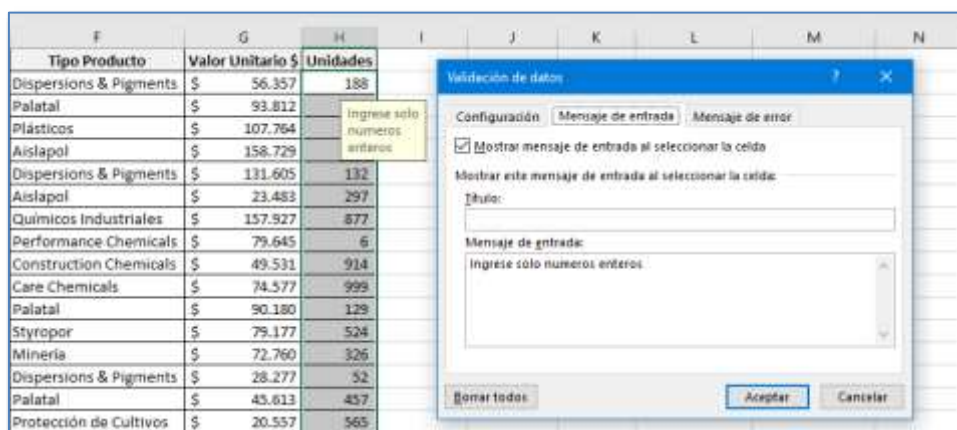 F G H I J K L M N
Tipo Producto Valor Unitario $ Unidades
Dispersions & Pigments $ 56.357 188
Palatal $ 93.812
Plásticos $ 107.764
Aislapol $ 158.729
Dispersions & Pigments $ 131.605 132
Aislapol $ 23.483 297
Químicos Industriales $ 157.927 877
Performance Chemicals $ 79.645 6
Construction Chemicals $ 49.531 914
Care Chemicals $ 74.577 999
Palatal $ 90.180 129
Styropor $ 79.177 524
Minería $ 72.760 326
Dispersions & Pigments $ 28.277 52
Palatal $ 45.613 457
Protección de Cultivos $ 20.557 565
Ingrese solo
numeros
enteros
Validación de datos ? ×
Configuración Mensaje de entrada Mensaje de error
Mostrar mensaje de entrada al seleccionar la celda
Mostrar este mensaje de entrada al seleccionar la celda:
Título:
Mensaje de entrada:
Ingrese solo numeros enteros
Borrar todos Aceptar Cancelar